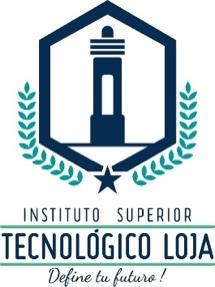 INSTITUTO SUPERIOR
TECNOLÓGICO LOJA
Define tu futuro!